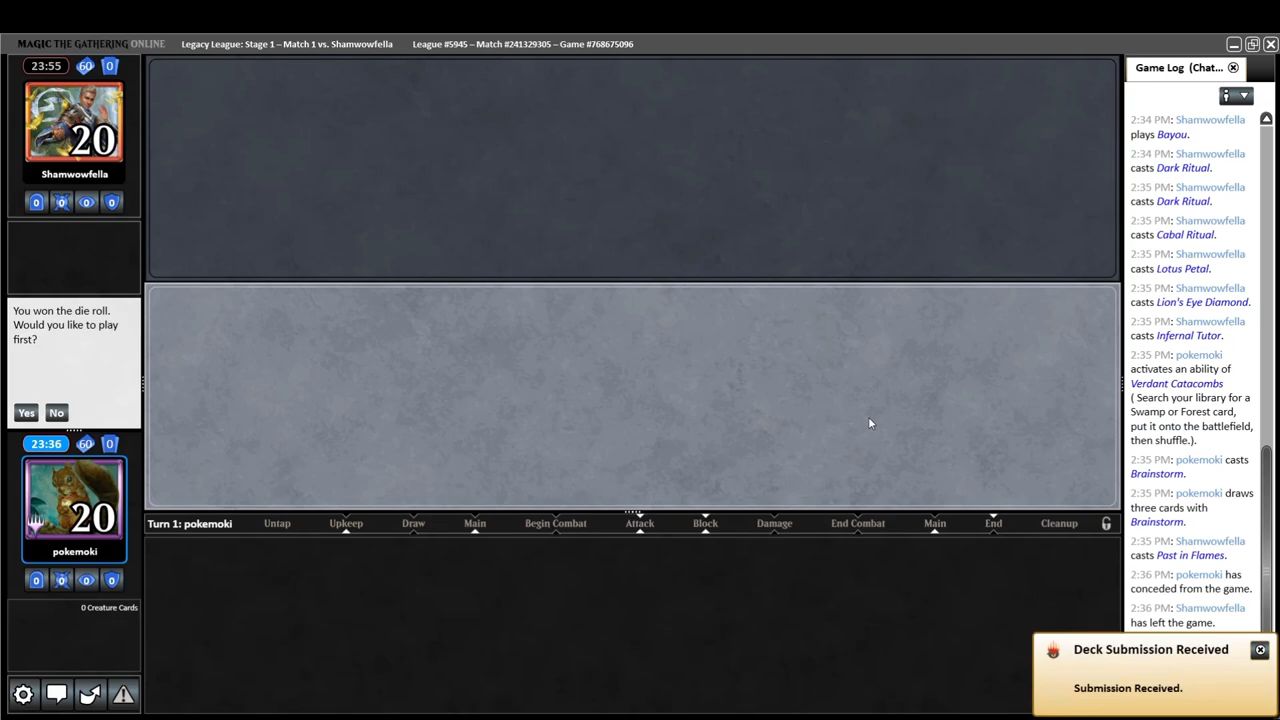 MAGIC THE GATHERING ONLINE Legacy League: Stage 1 – Match 1 vs. Shamwowfella League #5945 – Match #241329305 – Game #768675096
23:55 60 0
20
Shamwowfella
0 0 0 0
You won the die roll.
Would you like to play
first?
Yes No
23:36 60 0
20
pokemoki
0 0 0 0
0 Creature Cards
Turn 1: pokemoki Untap Upkeep Draw Main Begin Combat Attack Block Damage End Combat Main End Cleanup
Game Log (Chat...
2:34 PM: Shamwowfella
plays Bayou.
2:34 PM: Shamwowfella
casts Dark Ritual.
2:35 PM: Shamwowfella
casts Dark Ritual.
2:35 PM: Shamwowfella
casts Cabal Ritual.
2:35 PM: Shamwowfella
casts Lotus Petal.
2:35 PM: Shamwowfella
casts Lion's Eye Diamond.
2:35 PM: Shamwowfella
casts Infernal Tutor.
2:35 PM: pokemoki
activates an ability of
Verdant Catacombs
( Search your library for a
Swamp or Forest card,
put it onto the battlefield,
then shuffle.).
2:35 PM: pokemoki casts
Brainstorm.
2:35 PM: pokemoki draws
three cards with
Brainstorm.
2:35 PM: Shamwowfella
casts Past in Flames.
2:36 PM: pokemoki has
conceded from the game.
2:36 PM: Shamwowfella
has left the game.
Deck Submission Received
Submission Received.